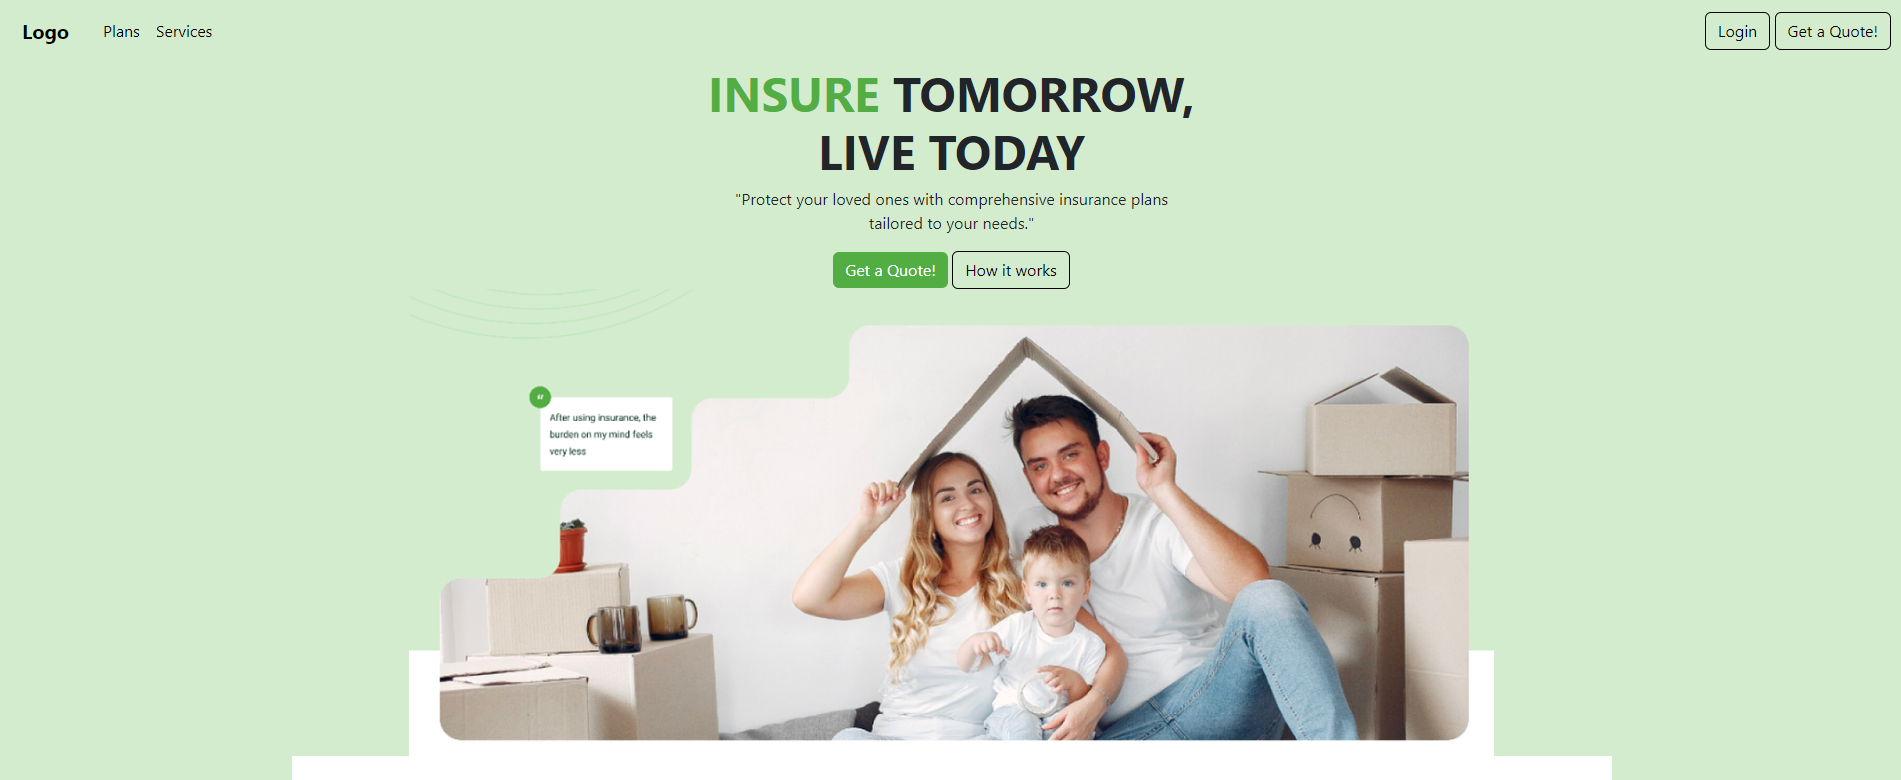 Logo
Plans
Services
Login
Get a Quote!
INSURE TOMORROW,
LIVE TODAY
"Protect your loved ones with comprehensive insurance plans
tailored to your needs."
Get a Quote!
How it works
“
After using insurance, the
burden on my mind feels
very less